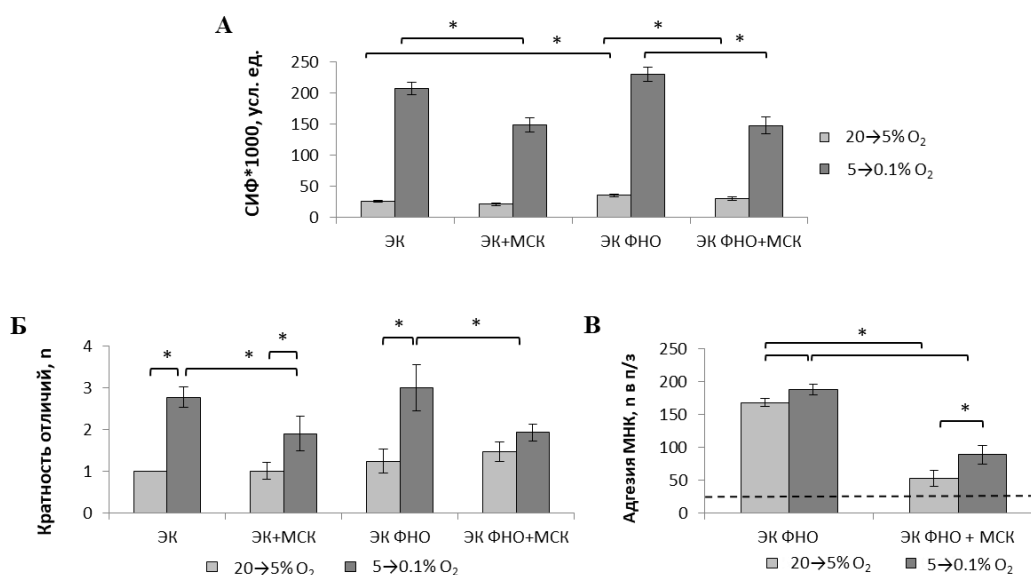 А
* * * *
СИФ*1000, усл. ед.
250
200
150
100
50
0
ЭК ЭК+МСК ЭК ФНО ЭК ФНО+МСК
20→5% O₂
5→0.1% O₂
Б
* * * * *
Кратность отличий, n
4
3
2
1
0
ЭК ЭК+МСК ЭК ФНО ЭК ФНО+МСК
20→5% O₂ 5→0.1% O₂
В
* *
Адгезия МНК, n в п/з
200
150
100
50
0
ЭК ФНО ЭК ФНО + МСК
20→5% O₂ 5→0.1% O₂